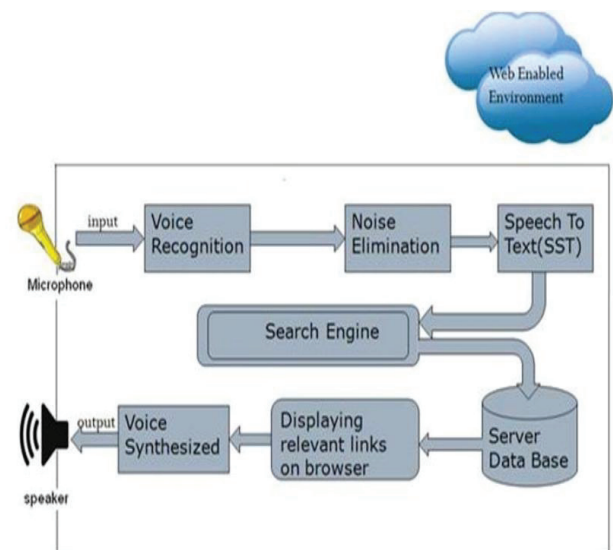 Web Enabled
Environment
input
Voice
Recognition
Noise
Elimination
Speech To
Text(SST)
Microphone
Search Engine
output
Voice
Synthesized
Displaying
relevant links
on browser
Server
Data Base
speaker